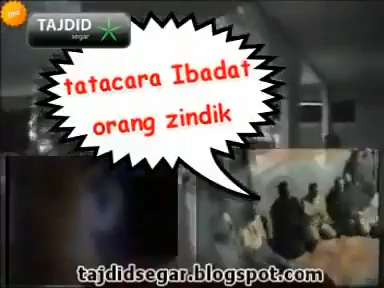 TAJDID
segar
tatacara Ibadat
orang zindik
tajdidsegar.blogspot.com